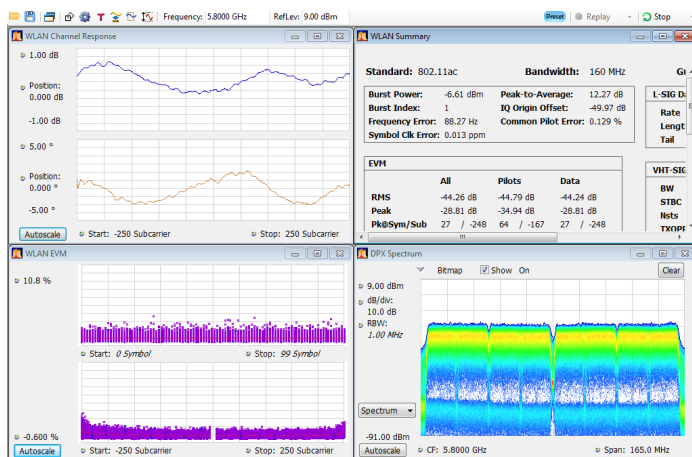 Frequency: 5.8000 GHz RefLev: 9.00 dBm Preset Replay Stop
WLAN Channel Response
1.00 dB
Position:
0.000 dB
-1.00 dB
5.00 °
Position:
0.000 °
-5.00 °
Autoscale Start: -250 Subcarrier Stop: 250 Subcarrier
WLAN Summary
Standard: 802.11ac Bandwidth: 160 MHz
Burst Power: -6.61 dBm Peak-to-Average: 12.27 dB
Burst Index: 1 IQ Origin Offset: -49.97 dB
Frequency Error: 88.27 Hz Common Pilot Error: 0.129 %
Symbol Clk Error: 0.013 ppm
L-SIG Da
Rate
Lengt
Tail
EVM
All Pilots Data
RMS -44.26 dB -44.79 dB -44.24 dB
Peak -28.81 dB -34.94 dB -28.81 dB
Pk@Sym/Sub 27 / -248 64 / -167 27 / -248
VHT-SIG
BW
STBC
Nsts
TXOPF
WLAN EVM
10.8 %
Start: 0 Symbol Stop: 99 Symbol
-0.600 %
Autoscale Start: -250 Subcarrier Stop: 250 Subcarrier
DPX Spectrum
Bitmap Show On Clear
9.00 dBm
dB/div:
10.0 dB
RBW:
1.00 MHz
Spectrum
-91.00 dBm
Autoscale CF: 5.8000 GHz Span: 165.0 MHz